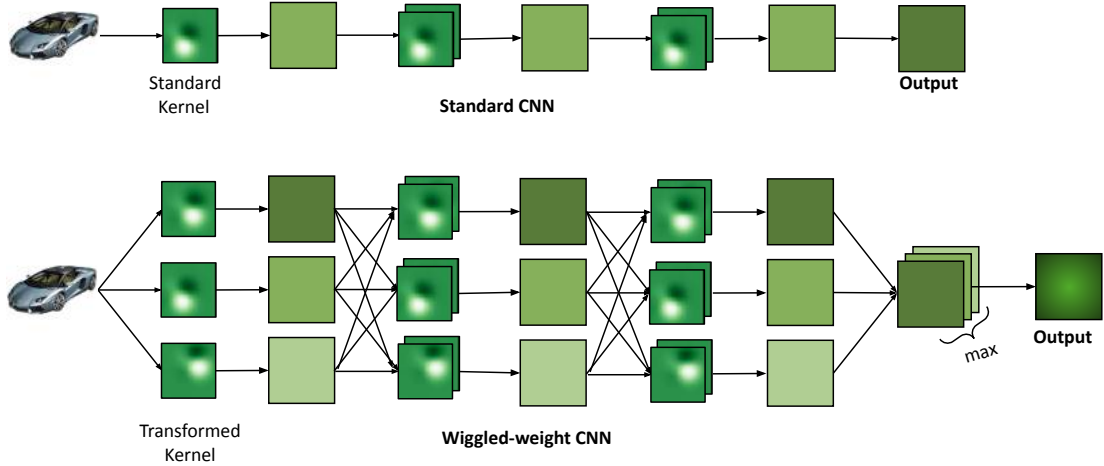 Standard
Kernel
Standard CNN
Output
Transformed
Kernel
Wiggled-weight CNN
max
Output